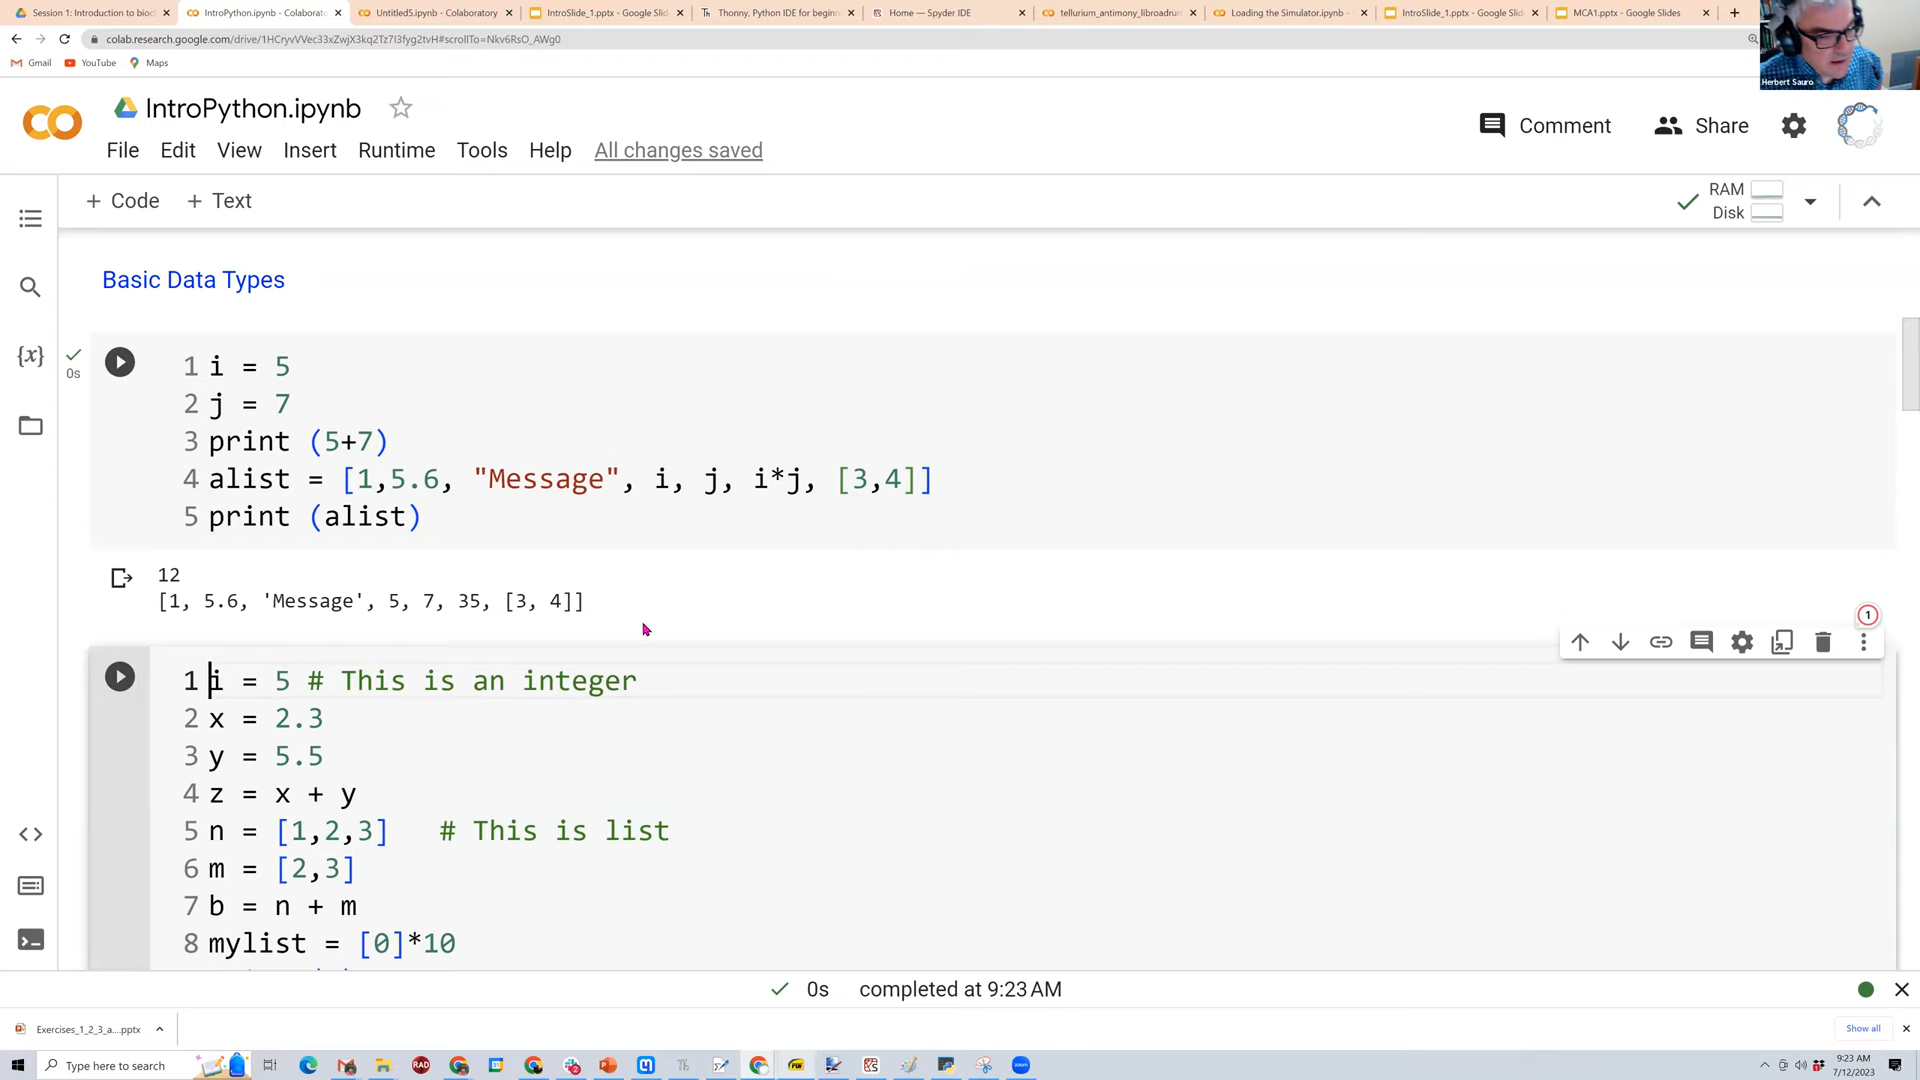 Session 1: Introduction to bioc
IntroPython.ipynb - Colaborato
Untitled5.ipynb - Colaboratory
IntroSlide_1.pptx - Google Slid
Thonny, Python IDE for beginn
Home — Spyder IDE
tellurium_antimony_libroadrun
Loading the Simulator.ipynb -
IntroSlide_1.pptx - Google Slid
MCA1.pptx - Google Slides
colab.research.google.com/drive/1HCryvVVec33xZwjX3kq2Tz7I3fyg2tvH#scrollTo=Nkv6RsO_AWg0
Gmail YouTube Maps
Herbert Sauro
IntroPython.ipynb
File Edit View Insert Runtime Tools Help All changes saved
Comment Share
+ Code + Text
RAM
Disk
Basic Data Types
0s
1 i = 5
2 j = 7
3 print (5+7)
4 alist = [1,5.6, "Message", i, j, i*j, [3,4]]
5 print (alist)
12
[1, 5.6, 'Message', 5, 7, 35, [3, 4]]
1
1 i = 5 # This is an integer
2 x = 2.3
3 y = 5.5
4 z = x + y
5 n = [1,2,3]   # This is list
6 m = [2,3]
7 b = n + m
8 mylist = [0]*10
0s completed at 9:23 AM
Exercises_1_2_3_a....pptx
Show all
Type here to search
9:23 AM
7/12/2023